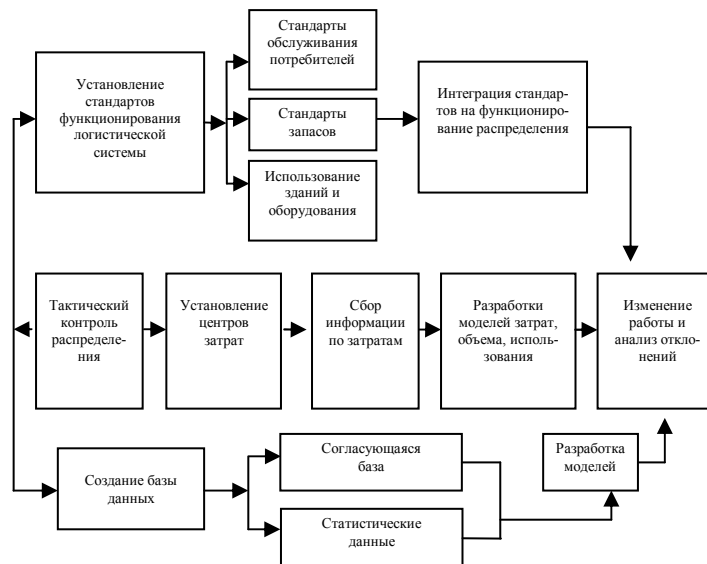 Установление
стандартов
функционирования
логистической
системы
Стандарты
обслуживания
потребителей
Стандарты
запасов
Использование
зданий и
оборудования
Интеграция стандар-
тов на функциониро-
вание распределения
Тактический
контроль
распределе-
ния
Установление
центров
затрат
Сбор
информации
по затратам
Разработки
моделей затрат,
объема, исполь-
зования
Изменение
работы и
анализ откло-
нений
Создание базы
данных
Согласующаяся
база
Статистические
данные
Разработка
моделей